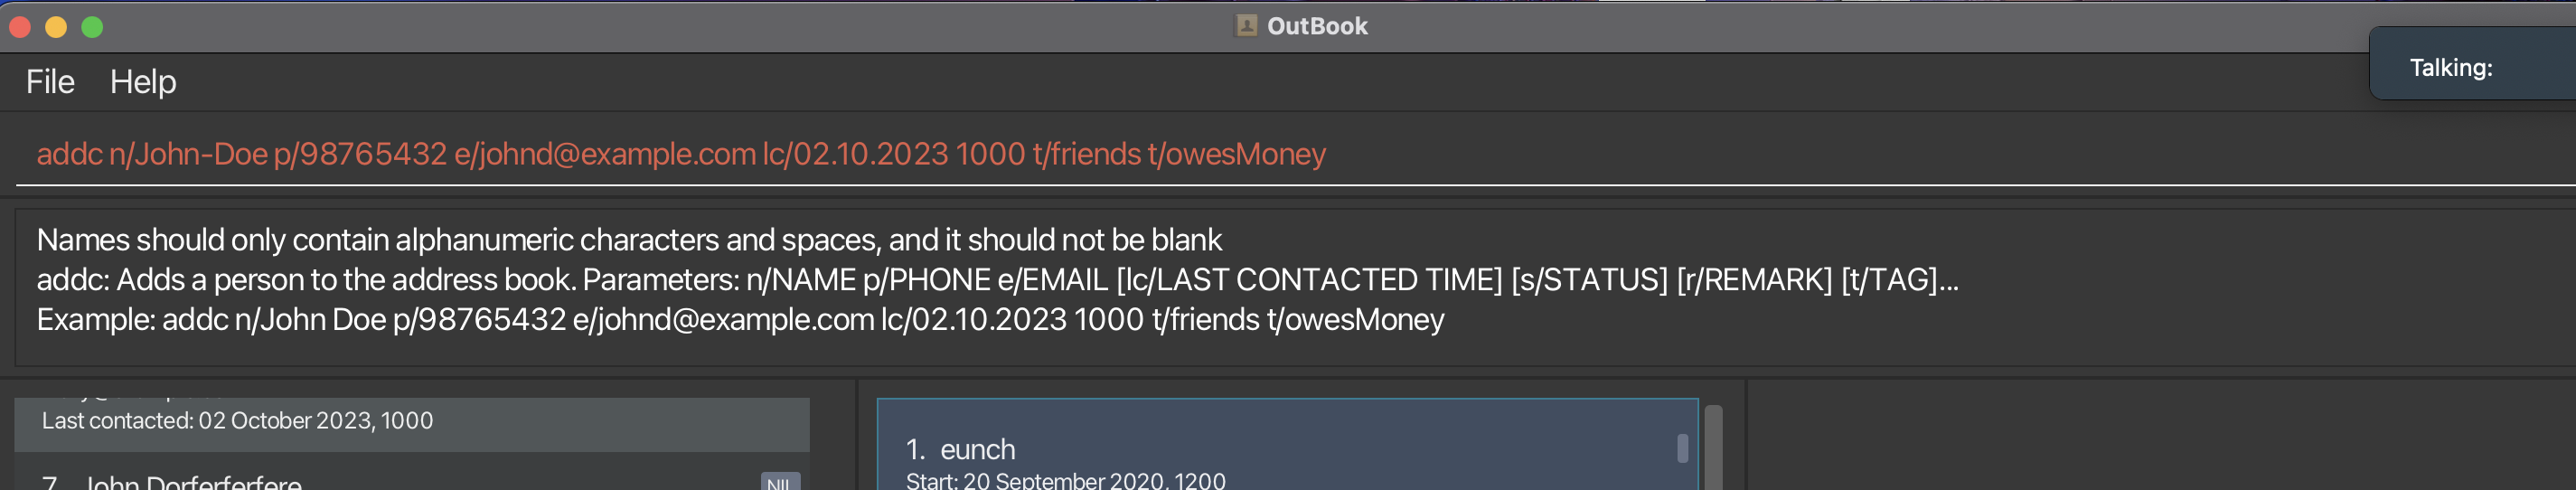 OutBook
Talking:
File Help
addc n/John-Doe p/98765432 e/johnd@example.com lc/02.10.2023 1000 t/friends t/owesMoney
Names should only contain alphanumeric characters and spaces, and it should not be blank
addc: Adds a person to the address book. Parameters: n/NAME p/PHONE e/EMAIL [lc/LAST CONTACTED TIME] [s/STATUS] [r/REMARK] [t/TAG]...
Example: addc n/John Doe p/98765432 e/johnd@example.com lc/02.10.2023 1000 t/friends t/owesMoney
Last contacted: 02 October 2023, 1000
7. John Dorferferfere
NIL
1. eunch
Start: 20 September 2020, 1200